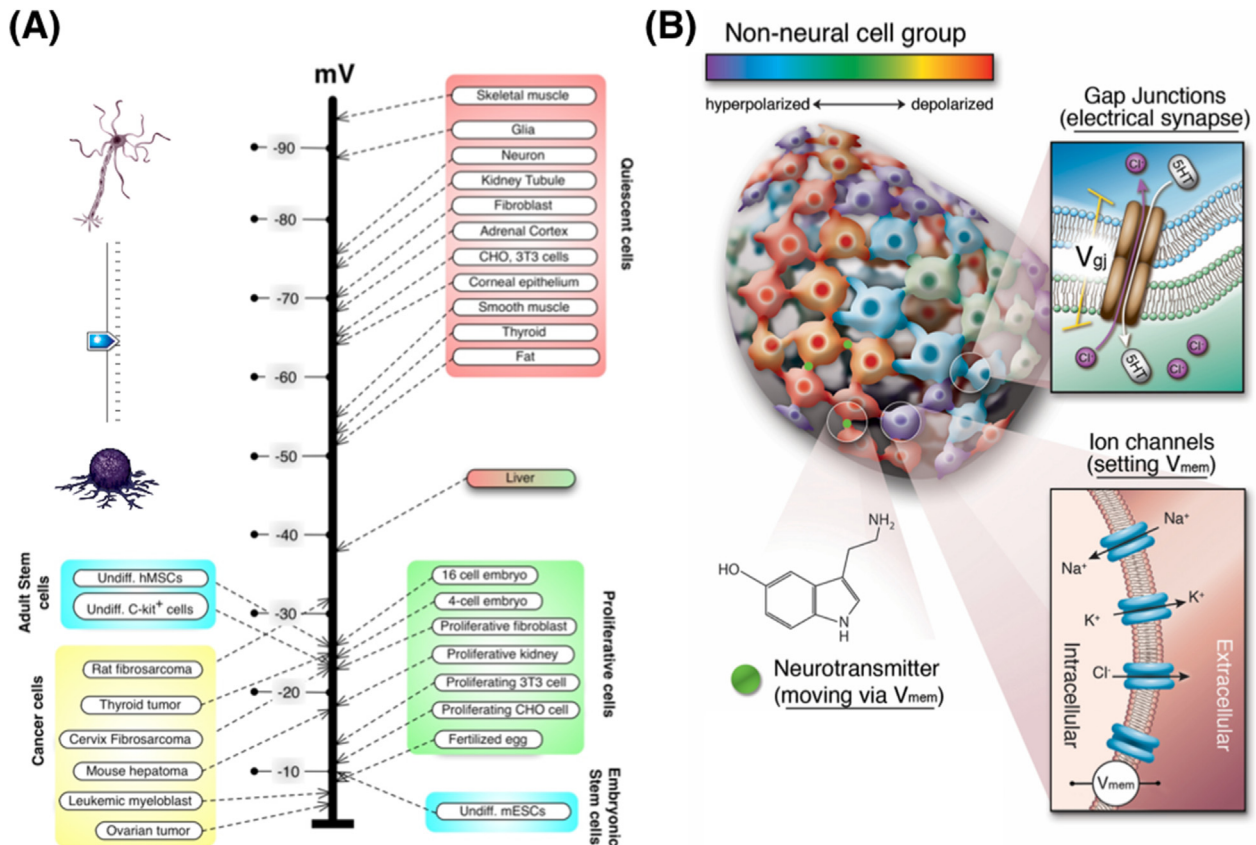 (A)
mV
-90
-80
-70
-60
-50
-40
-30
-20
-10
Skeletal muscle
Glia
Neuron
Kidney Tubule
Fibroblast
Adrenal Cortex
CHO, 3T3 cells
Corneal epithelium
Smooth muscle
Thyroid
Fat
Quiescent cells
Liver
Adult Stem
cells
Undiff. hMSCs
Undiff. C-kit⁺ cells
Cancer cells
Rat fibrosarcoma
Thyroid tumor
Cervix Fibrosarcoma
Mouse hepatoma
Leukemic myeloblast
Ovarian tumor
16 cell embryo
4-cell embryo
Proliferative fibroblast
Proliferative kidney
Proliferating 3T3 cell
Proliferating CHO cell
Fertilized egg
Proliferative cells
Undiff. mESCs
Embryonic
Stem cells
(B)
Non-neural cell group
hyperpolarized
depolarized
Gap Junctions
(electrical synapse)
Cl⁻
5HT
Vgj
Cl⁻
5HT
Cl⁻
Cl⁻
Ion channels
(setting Vmem)
Na⁺
Na⁺
K⁺
K⁺
Cl⁻
Intracellular
Extracellular
Vmem
NH₂
HO
N
H
Neurotransmitter
(moving via Vmem)